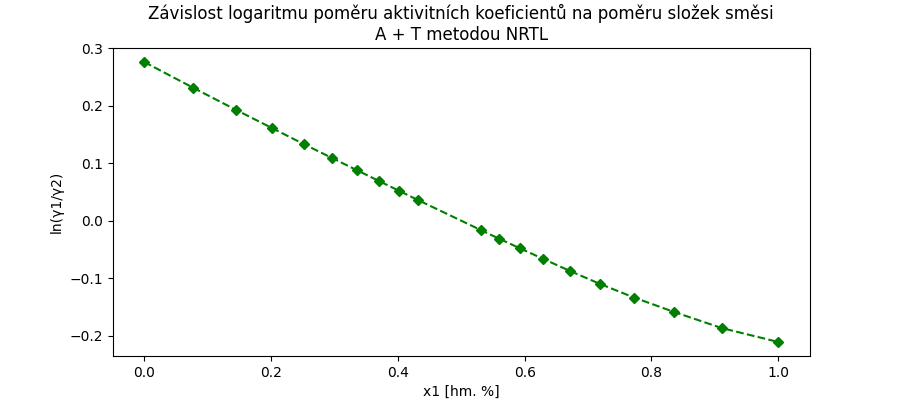 Závislost logaritmu poměru aktivitních koeficientů na poměru složek směsi
A + T metodou NRTL
0.3
0.2
0.1
0.0
−0.1
−0.2
ln(γ1/γ2)
0.0 0.2 0.4 0.6 0.8 1.0
x1 [hm. %]